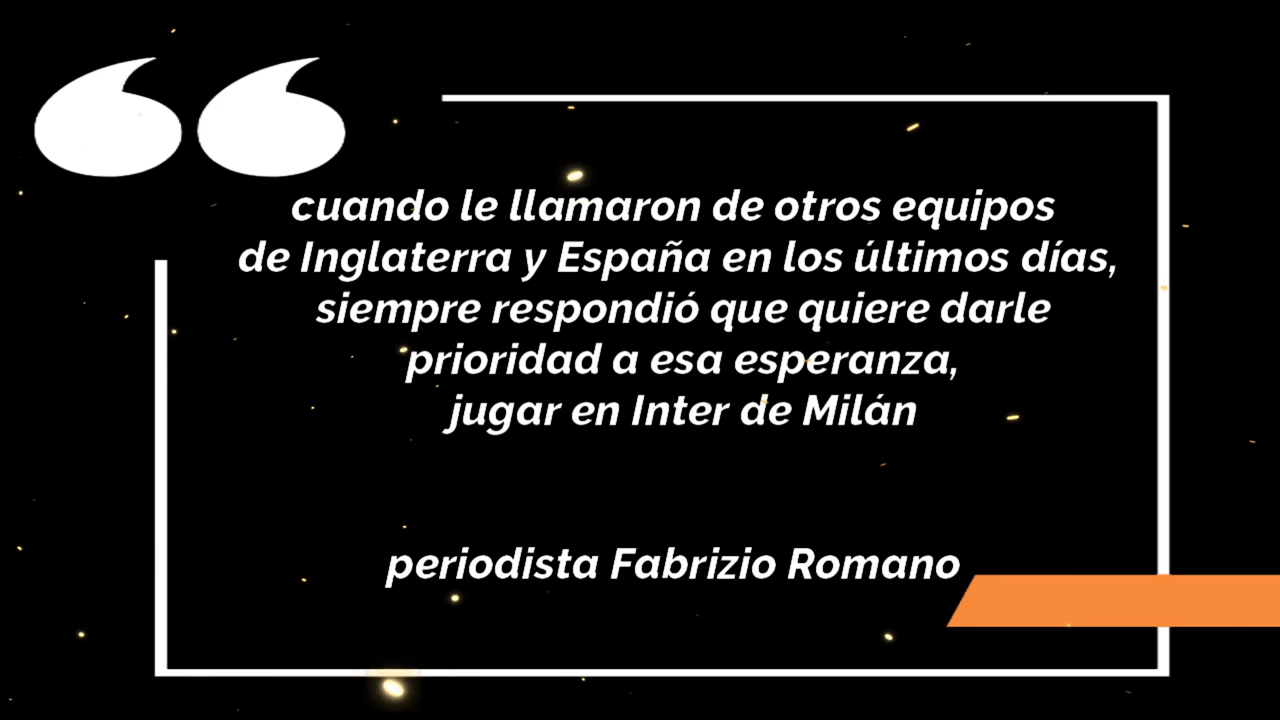 cuando le llamaron de otros equipos
de Inglaterra y España en los últimos días,
siempre respondió que quiere darle
prioridad a esa esperanza,
jugar en Inter de Milán
periodista Fabrizio Romano